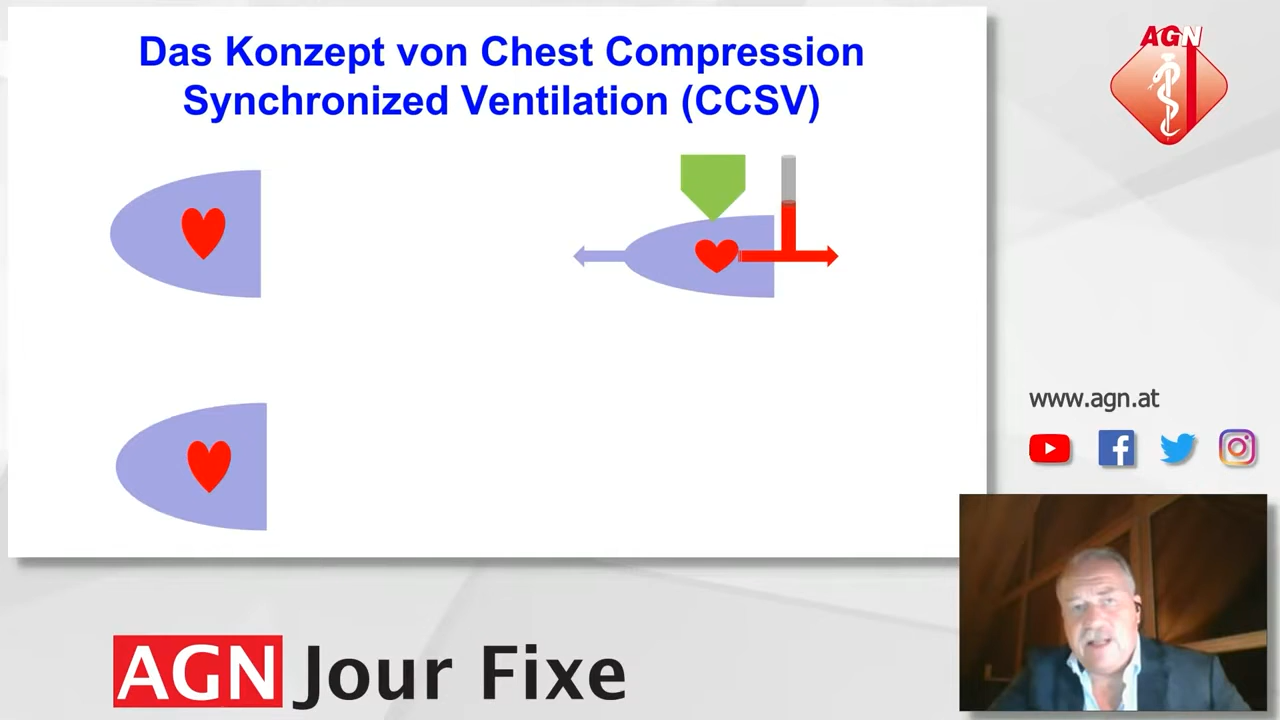 Das Konzept von Chest Compression
Synchronized Ventilation (CCSV)
AGN
www.agn.at
AGN Jour Fixe